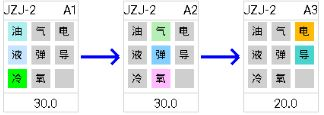 JZJ-2 A1
油 气 电
液 弹 导
冷 氧
30.0
JZJ-2 A2
油 气 电
液 弹 导
冷 氧
30.0
JZJ-2 A3
油 气 电
液 弹 导
冷 氧
20.0